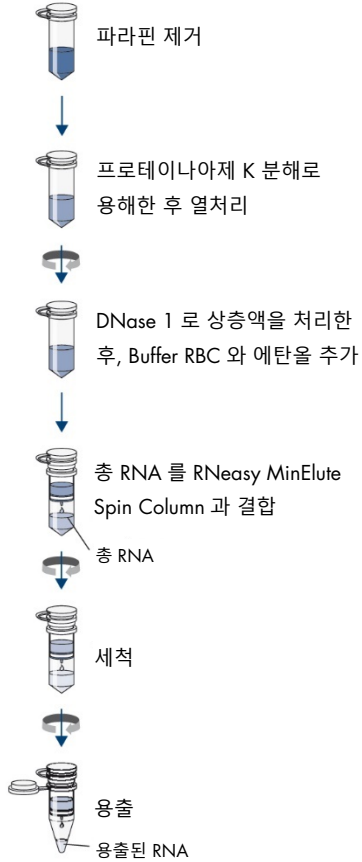 파라핀 제거
프로테이나아제 K 분해로
용해한 후 열처리
DNase 1 로 상층액을 처리한
후, Buffer RBC 와 에탄올 추가
총 RNA 를 RNeasy MinElute
Spin Column 과 결합
총 RNA
세척
용출
용출된 RNA